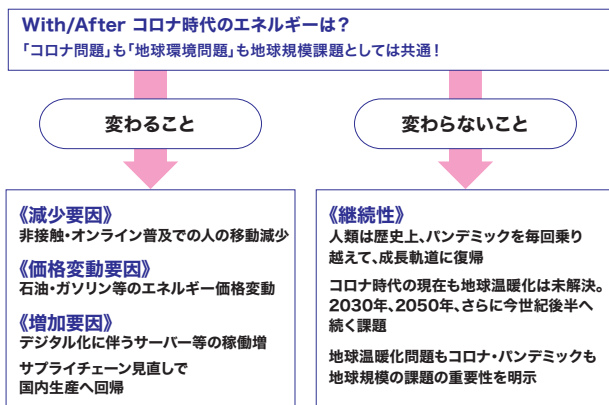 With/After コロナ時代のエネルギーは？
「コロナ問題」も「地球環境問題」も地球規模課題としては共通！
変わること
《減少要因》
非接触・オンライン普及での人の移動減少
《価格変動要因》
石油・ガソリン等のエネルギー価格変動
《増加要因》
デジタル化に伴うサーバー等の稼働増
サプライチェーン見直しで
国内生産へ回帰
変わらないこと
《継続性》
人類は歴史上、パンデミックを毎回乗り
越えて、成長軌道に復帰
コロナ時代の現在も地球温暖化は未解決。
2030年、2050年、さらに今世紀後半へ
続く課題
地球温暖化問題もコロナ・パンデミックも
地球規模の課題の重要性を明示